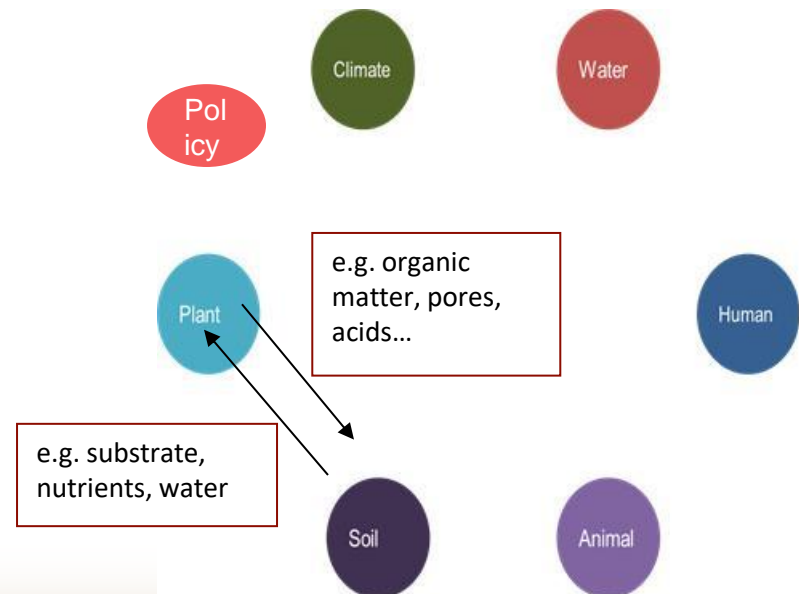 Climate
Water
Pol
icy
e.g. organic
matter, pores,
acids…
Plant
Human
e.g. substrate,
nutrients, water
Soil
Animal